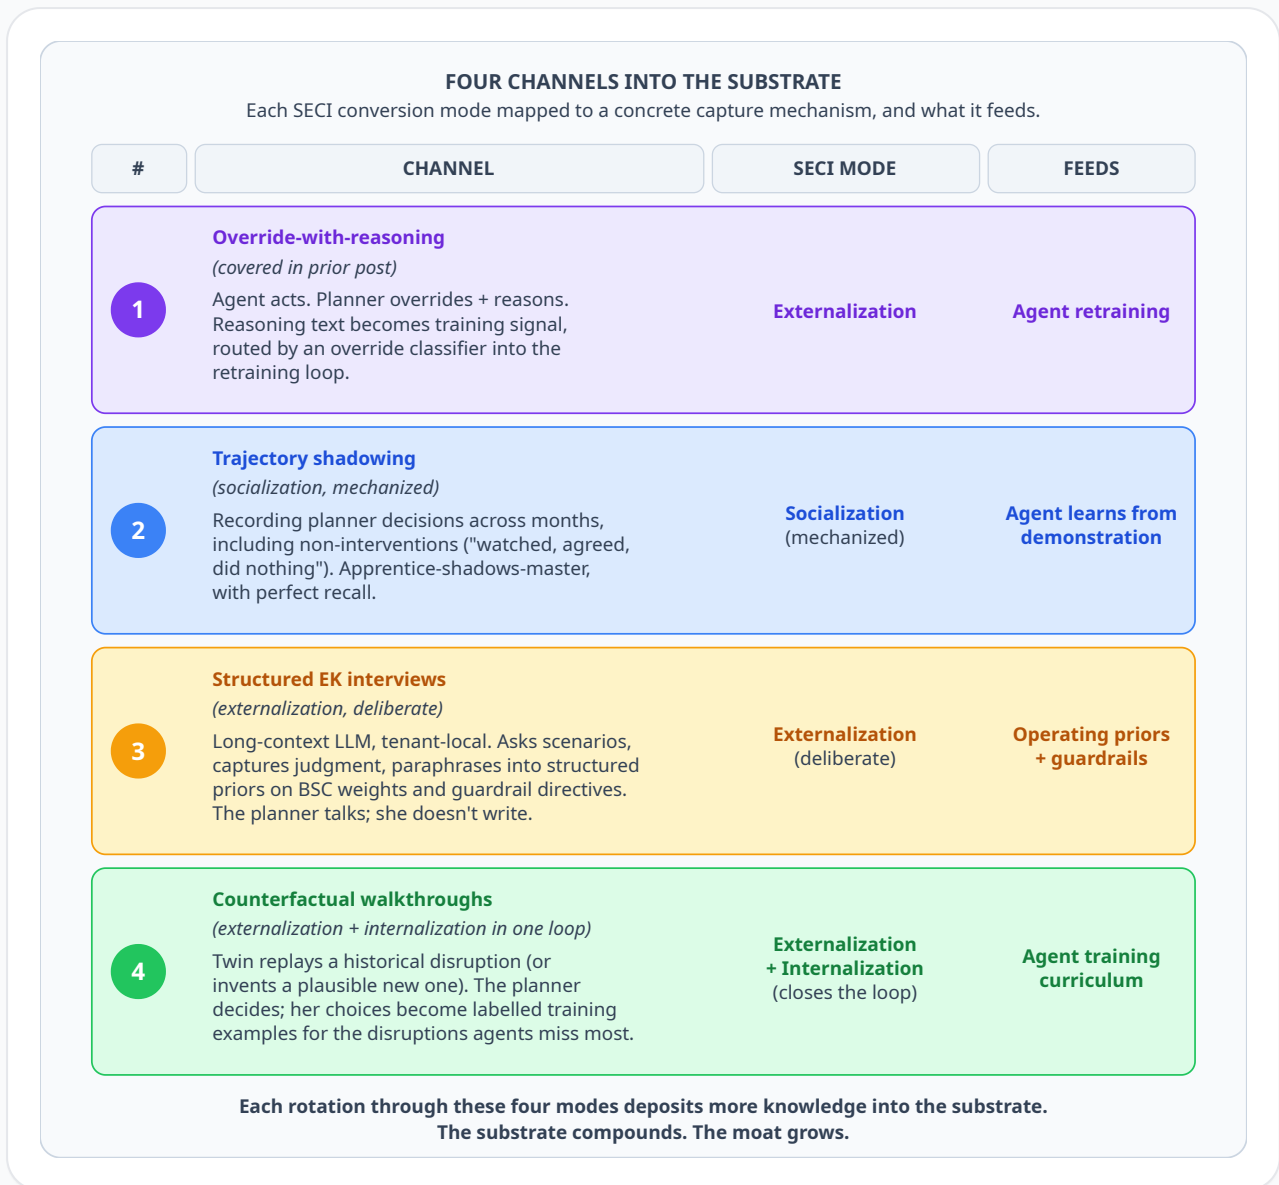 FOUR CHANNELS INTO THE SUBSTRATE
Each SECI conversion mode mapped to a concrete capture mechanism, and what it feeds.
#
CHANNEL
SECI MODE
FEEDS
1
Override-with-reasoning
(covered in prior post)
Agent acts. Planner overrides + reasons.
Reasoning text becomes training signal,
routed by an override classifier into the
retraining loop.
Externalization
Agent retraining
2
Trajectory shadowing
(socialization, mechanized)
Recording planner decisions across months,
including non-interventions ("watched, agreed,
did nothing"). Apprentice-shadows-master,
with perfect recall.
Socialization
(mechanized)
Agent learns from
demonstration
3
Structured EK interviews
(externalization, deliberate)
Long-context LLM, tenant-local. Asks scenarios,
captures judgment, paraphrases into structured
priors on BSC weights and guardrail directives.
The planner talks; she doesn't write.
Externalization
(deliberate)
Operating priors
+ guardrails
4
Counterfactual walkthroughs
(externalization + internalization in one loop)
Twin replays a historical disruption (or
invents a plausible new one). The planner
decides; her choices become labelled training
examples for the disruptions agents miss most.
Externalization
+ Internalization
(closes the loop)
Agent training
curriculum
Each rotation through these four modes deposits more knowledge into the substrate.
The substrate compounds. The moat grows.